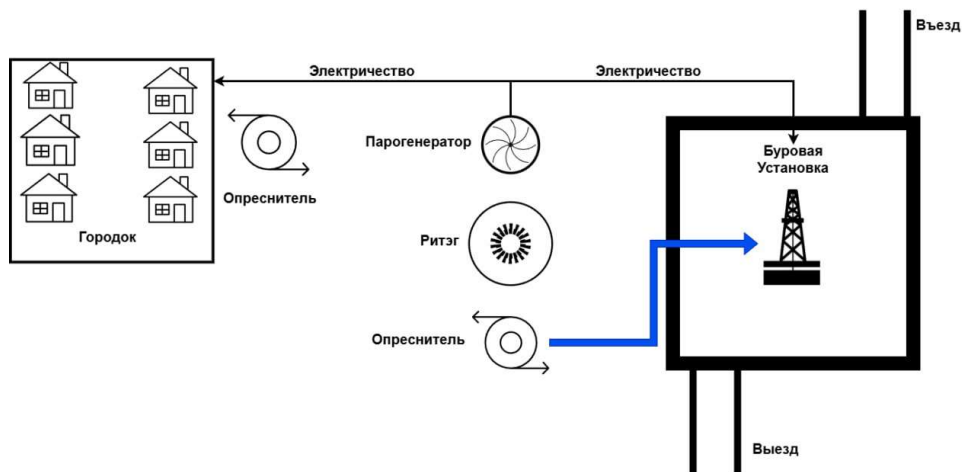 Въезд
Электричество
Электричество
Парогенератор
Буровая
Установка
Опреснитель
Городок
Ритэг
Опреснитель
Выезд